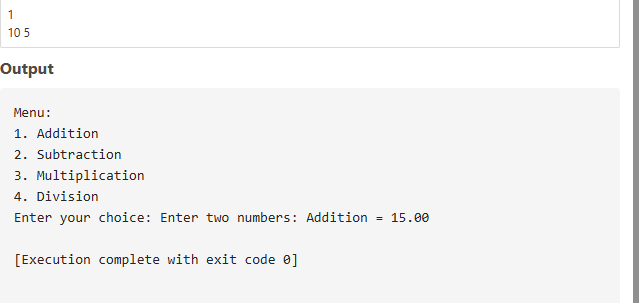 1
10 5
Output
Menu:
1. Addition
2. Subtraction
3. Multiplication
4. Division
Enter your choice: Enter two numbers: Addition = 15.00
[Execution complete with exit code 0]